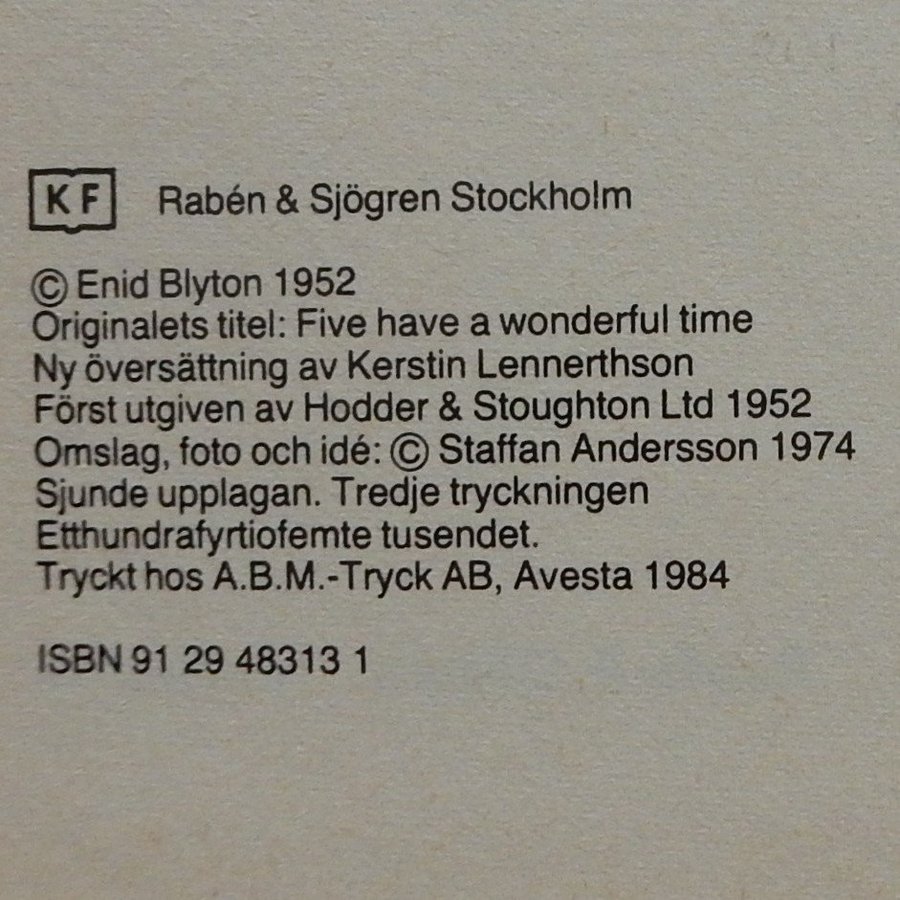 KF Rabén & Sjögren Stockholm
© Enid Blyton 1952
Originalets titel: Five have a wonderful time
Ny översättning av Kerstin Lennerthson
Först utgiven av Hodder & Stoughton Ltd 1952
Omslag, foto och idé: © Staffan Andersson 1974
Sjunde upplagan. Tredje tryckningen
Etthundrafyrtiofemte tusendet.
Tryckt hos A.B.M.-Tryck AB, Avesta 1984
ISBN 91 29 48313 1